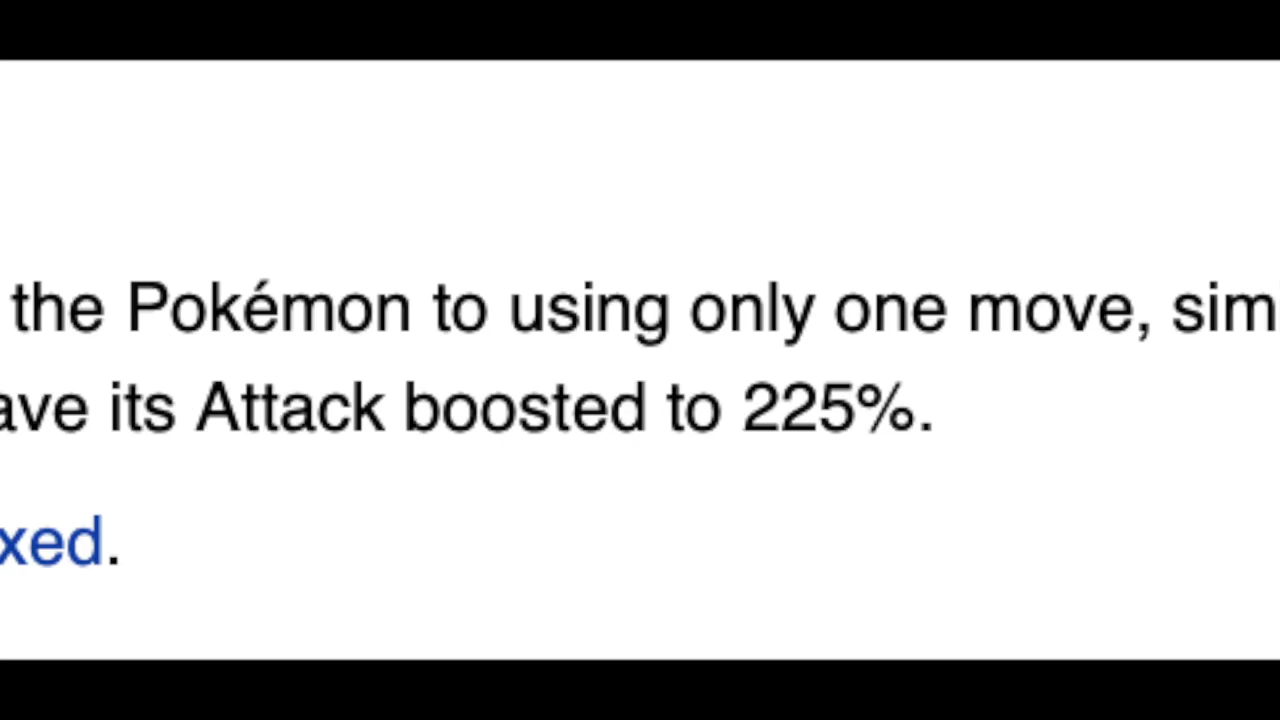 the Pokémon to using only one move, sim
ave its Attack boosted to 225%.
xed.